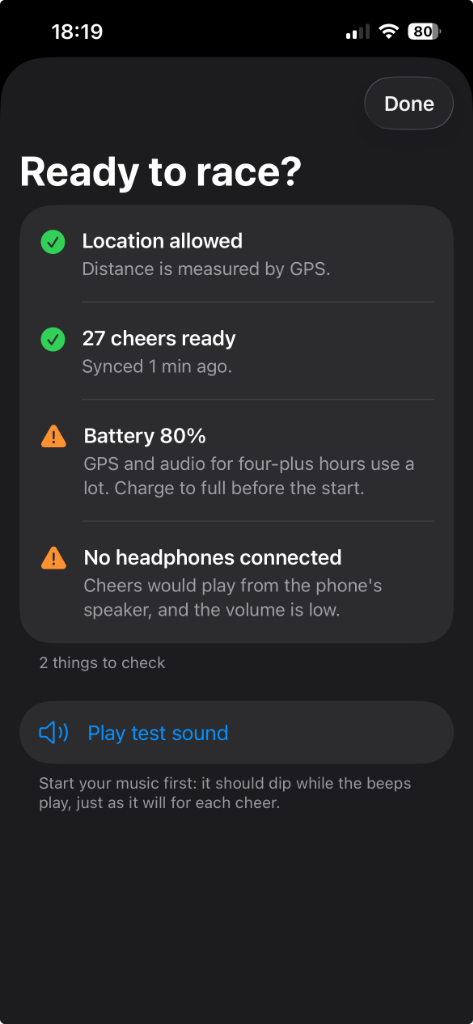 18:19
80
Done
Ready to race?
Location allowed
Distance is measured by GPS.
27 cheers ready
Synced 1 min ago.
Battery 80%
GPS and audio for four-plus hours use a
lot. Charge to full before the start.
No headphones connected
Cheers would play from the phone's
speaker, and the volume is low.
2 things to check
Play test sound
Start your music first: it should dip while the beeps
play, just as it will for each cheer.